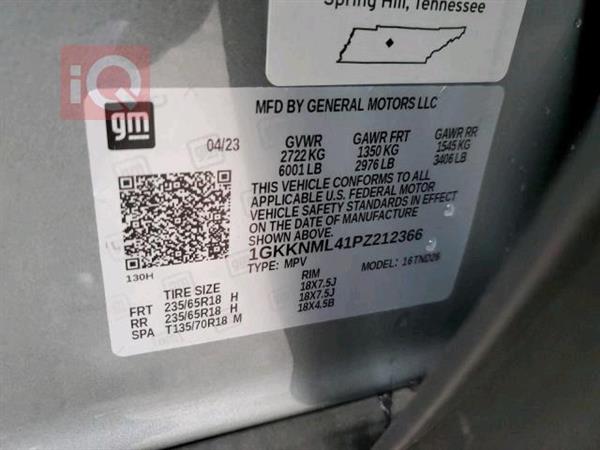 Spring Hill, Tennessee
iQ
MFD BY GENERAL MOTORS LLC
gm
04/23 GVWR GAWR FRT GAWR RR
2722 KG 1350 KG 1545 KG
6001 LB 2976 LB 3406 LB
THIS VEHICLE CONFORMS TO ALL
APPLICABLE U.S. FEDERAL MOTOR
VEHICLE SAFETY STANDARDS IN EFFECT
ON THE DATE OF MANUFACTURE
SHOWN ABOVE.
1GKKNML41PZ212366
TYPE: MPV MODEL: 16TND26
130H
TIRE SIZE RIM
FRT 235/65R18 H 18X7.5J
RR 235/65R18 H 18X7.5J
SPA T135/70R18 M 18X4.5B